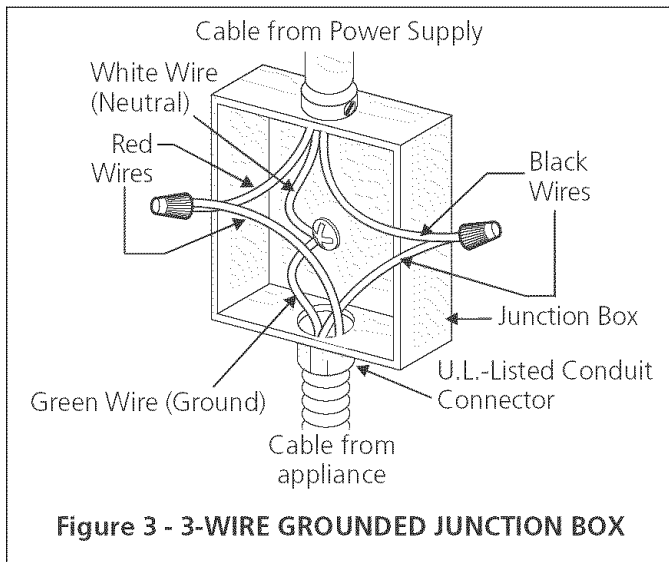 Cable from Power Supply
White Wire
(Neutral)
Red
Wires
Black
Wires
Junction Box
U.L.-Listed Conduit
Connector
Green Wire (Ground)
Cable from
appliance
Figure 3 - 3-WIRE GROUNDED JUNCTION BOX